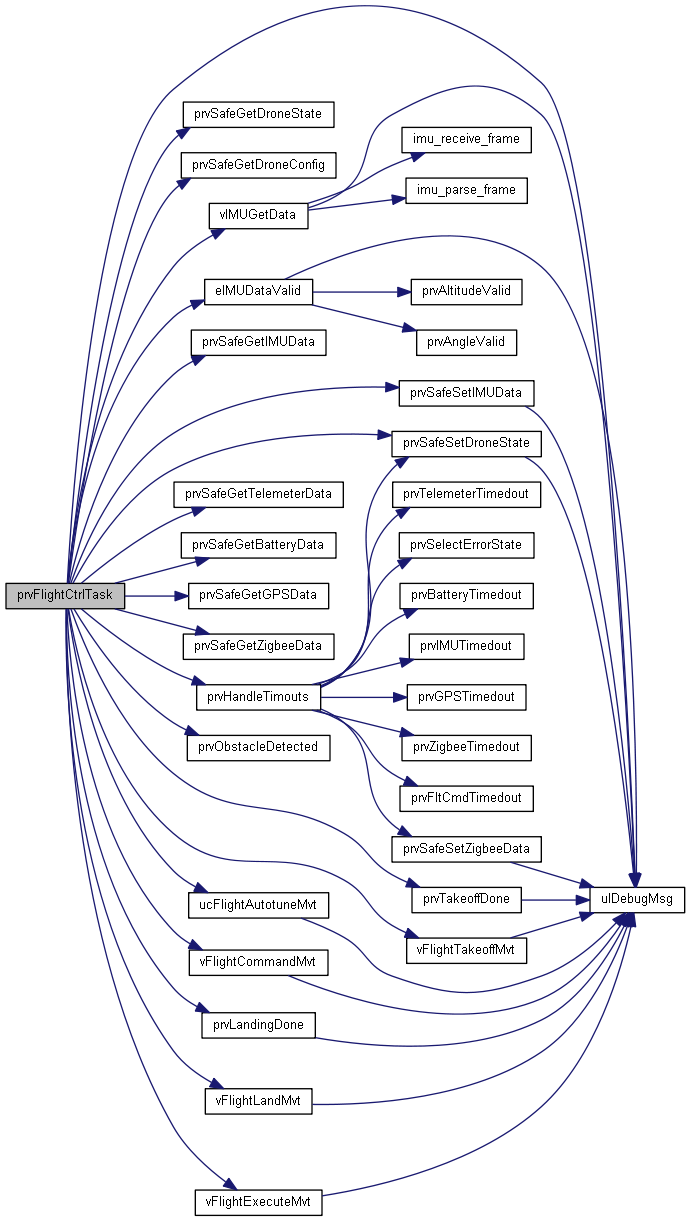 prvSafeGetDroneState
imu_receive_frame
prvSafeGetDroneConfig
imu_parse_frame
vIMUGetData
eIMUDataValid
prvAltitudeValid
prvSafeGetIMUData
prvAngleValid
prvSafeSetIMUData
prvSafeSetDroneState
prvSafeGetTelemeterData
prvTelemeterTimedout
prvSafeGetBatteryData
prvSelectErrorState
prvFlightCtrlTask
prvSafeGetGPSData
prvBatteryTimedout
prvSafeGetZigbeeData
prvIMUTimedout
prvHandleTimouts
prvGPSTimedout
prvObstacleDetected
prvZigbeeTimedout
prvFltCmdTimedout
prvSafeSetZigbeeData
ucFlightAutotuneMvt
prvTakeoffDone
ulDebugMsg
vFlightCommandMvt
vFlightTakeoffMvt
prvLandingDone
vFlightLandMvt
vFlightExecuteMvt